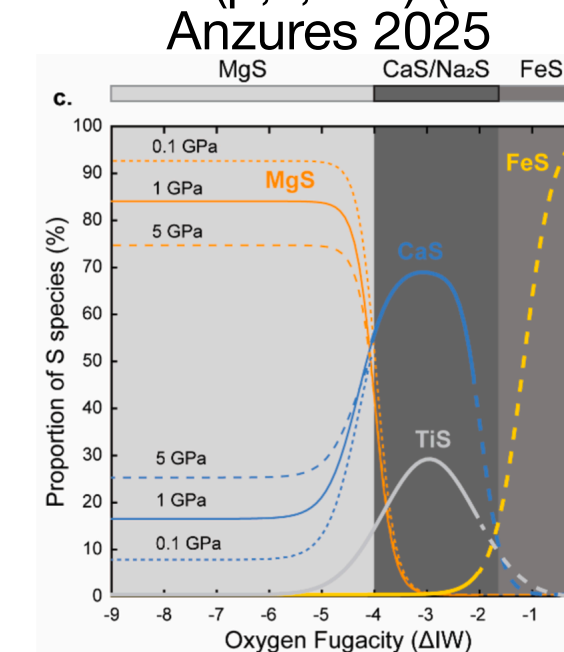 Anzures 2025
MgS CaS/Na₂S FeS
c.
100
90
80
70
60
50
40
30
20
10
0
Proportion of S species (%)
0.1 GPa
MgS
1 GPa
5 GPa
FeS
CaS
TiS
5 GPa
1 GPa
0.1 GPa
-9 -8 -7 -6 -5 -4 -3 -2 -1
Oxygen Fugacity (ΔIW)